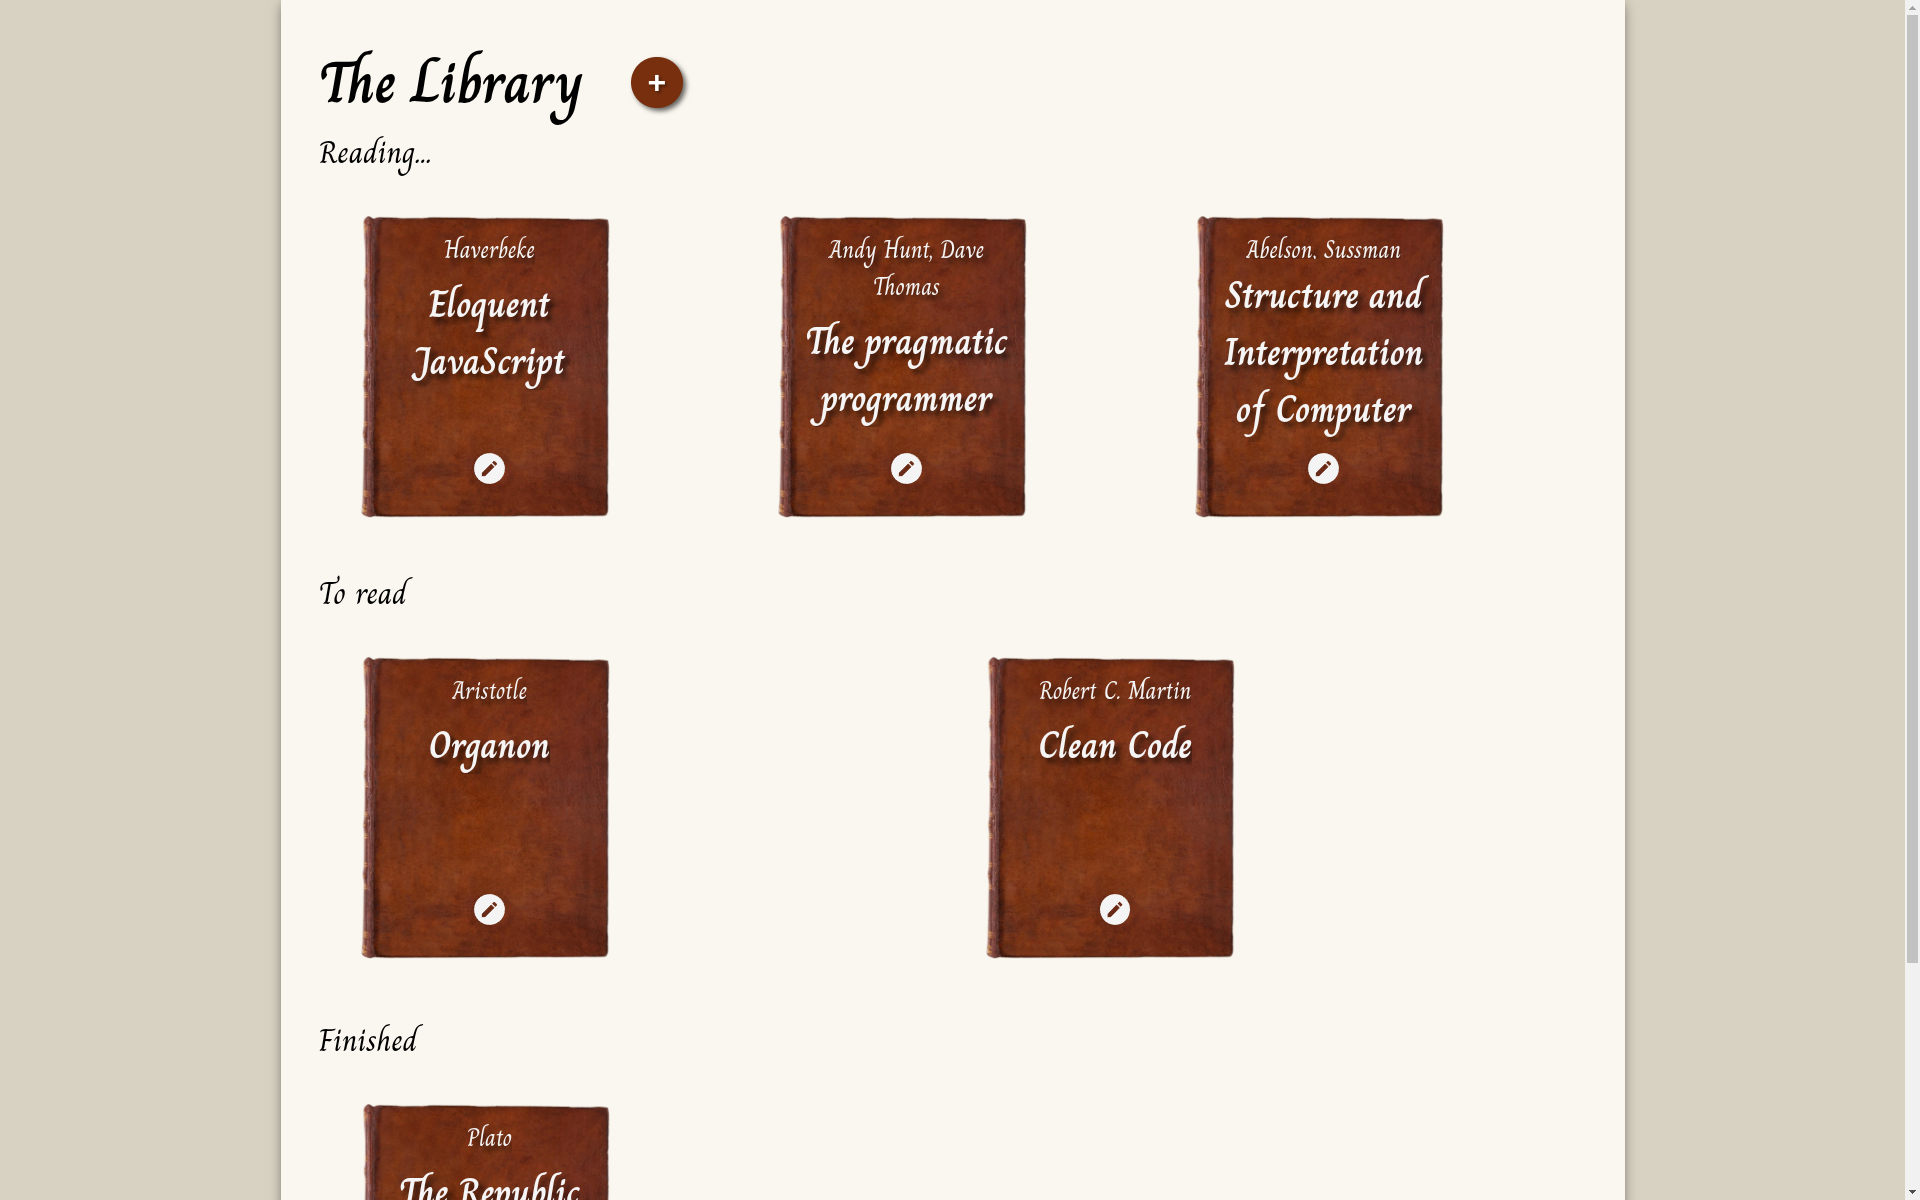 The Library
+
Reading...
Haverbeke
Eloquent
JavaScript
Andy Hunt, Dave
Thomas
The pragmatic
programmer
Abelson, Sussman
Structure and
Interpretation
of Computer
To read
Aristotle
Organon
Robert C. Martin
Clean Code
Finished
Plato
The Republic